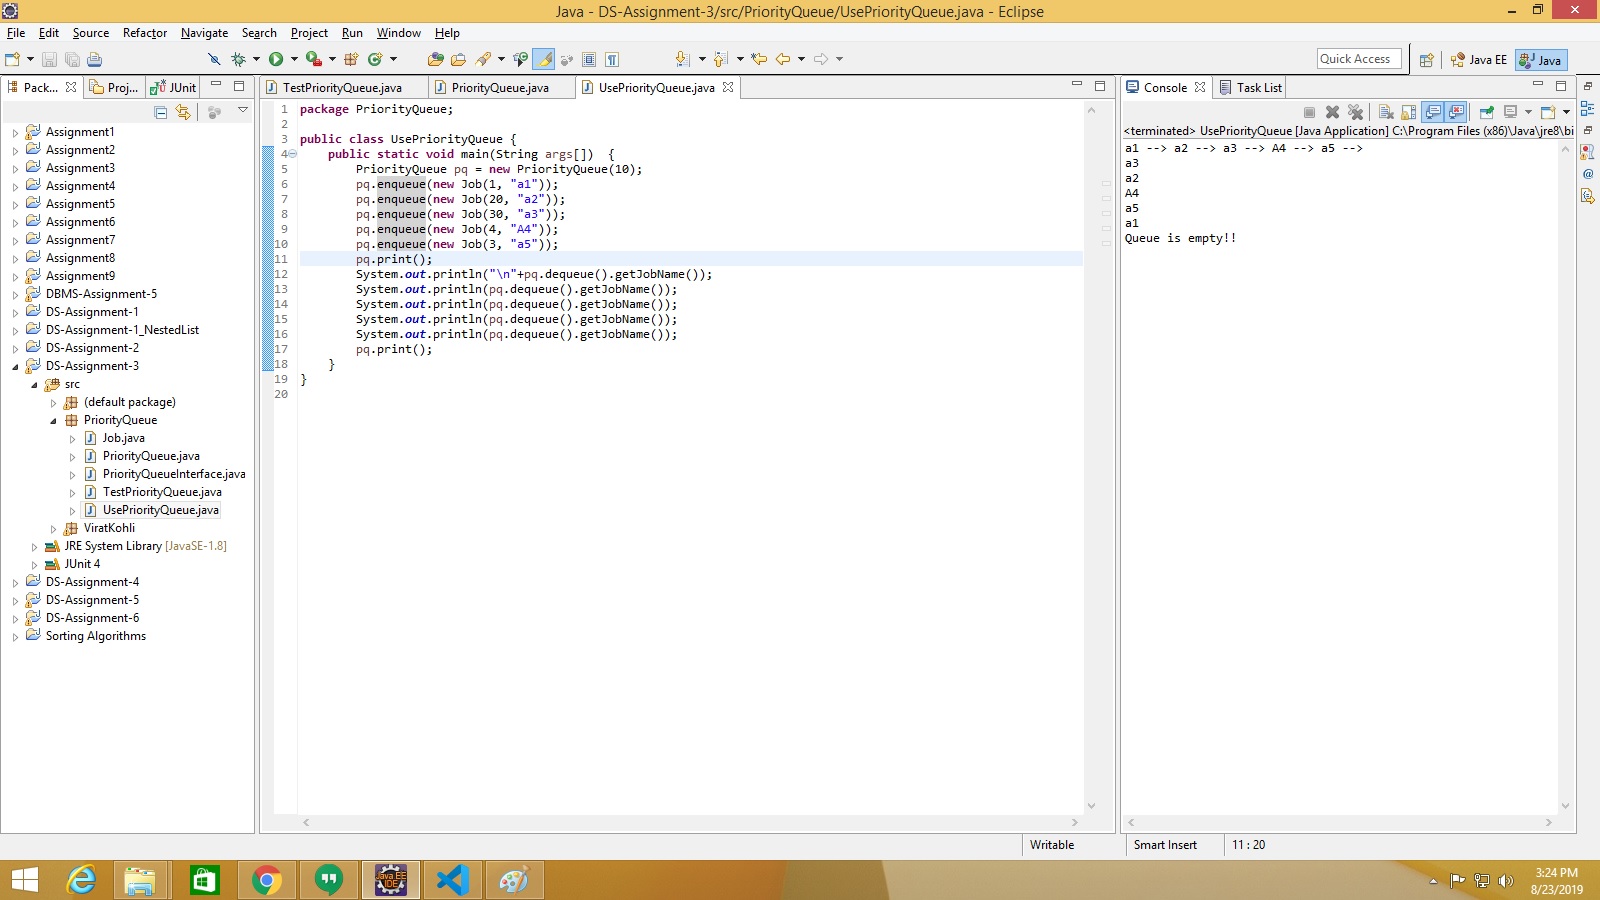 Java - DS-Assignment-3/src/PriorityQueue/UsePriorityQueue.java - Eclipse
File Edit Source Refactor Navigate Search Project Run Window Help
Quick Access
Java EE
Java
Pack...
Proj...
JUnit
Assignment1
Assignment2
Assignment3
Assignment4
Assignment5
Assignment6
Assignment7
Assignment8
Assignment9
DBMS-Assignment-5
DS-Assignment-1
DS-Assignment-1_NestedList
DS-Assignment-2
DS-Assignment-3
src
(default package)
PriorityQueue
Job.java
PriorityQueue.java
PriorityQueueInterface.java
TestPriorityQueue.java
UsePriorityQueue.java
ViratKohli
JRE System Library [JavaSE-1.8]
JUnit 4
DS-Assignment-4
DS-Assignment-5
DS-Assignment-6
Sorting Algorithms
TestPriorityQueue.java
PriorityQueue.java
UsePriorityQueue.java
1 package PriorityQueue;
2
3 public class UsePriorityQueue {
4 public static void main(String args[]) {
5 PriorityQueue pq = new PriorityQueue(10);
6 pq.enqueue(new Job(1, "a1"));
7 pq.enqueue(new Job(20, "a2"));
8 pq.enqueue(new Job(30, "a3"));
9 pq.enqueue(new Job(4, "A4"));
10 pq.enqueue(new Job(3, "a5"));
11 pq.print();
12 System.out.println("\n"+pq.dequeue().getJobName());
13 System.out.println(pq.dequeue().getJobName());
14 System.out.println(pq.dequeue().getJobName());
15 System.out.println(pq.dequeue().getJobName());
16 System.out.println(pq.dequeue().getJobName());
17 pq.print();
18 }
19 }
20
Console
Task List
<terminated> UsePriorityQueue [Java Application] C:\Program Files (x86)\Java\jre8\bi
a1 --> a2 --> a3 --> A4 --> a5 -->
a3
a2
A4
a5
a1
Queue is empty!!
Writable
Smart Insert
11 : 20
Java EE
IDE
3:24 PM
8/23/2019